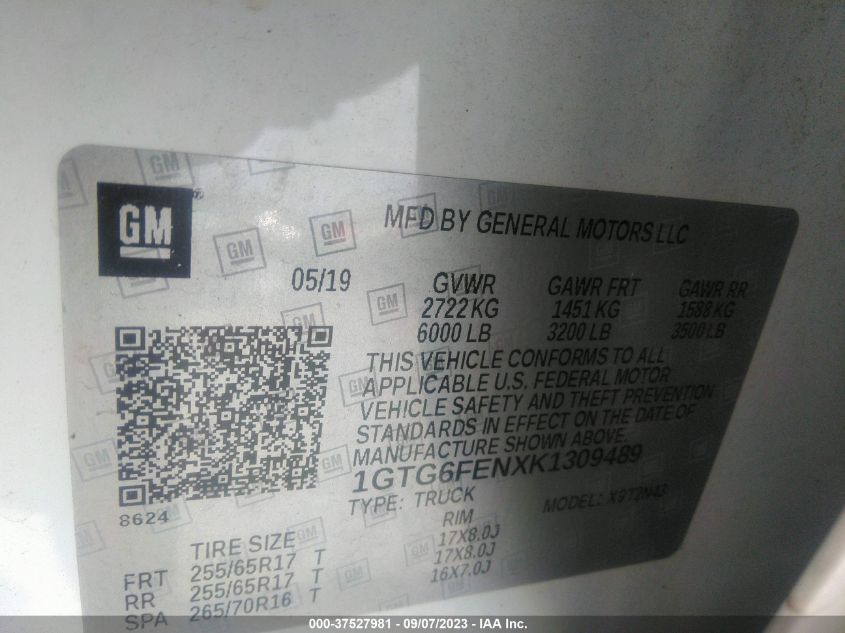 GM
MFD BY GENERAL MOTORS LLC
05/19 GVWR GAWR FRT GAWR RR
2722 KG 1451 KG 1588 KG
6000 LB 3200 LB 3500 LB
THIS VEHICLE CONFORMS TO ALL
APPLICABLE U.S. FEDERAL MOTOR
VEHICLE SAFETY AND THEFT PREVENTION
STANDARDS IN EFFECT ON THE DATE OF
MANUFACTURE SHOWN ABOVE.
1GTG6FENXK1309489
TYPE: TRUCK MODEL: X9T2N43
8624
TIRE SIZE RIM
FRT 255/65R17 T 17X8.0J
RR 255/65R17 T 17X8.0J
SPA 265/70R16 T 16X7.0J
000-37527981 - 09/07/2023 - IAA Inc.